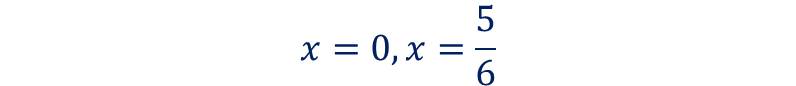 x = 0, x = 5/6